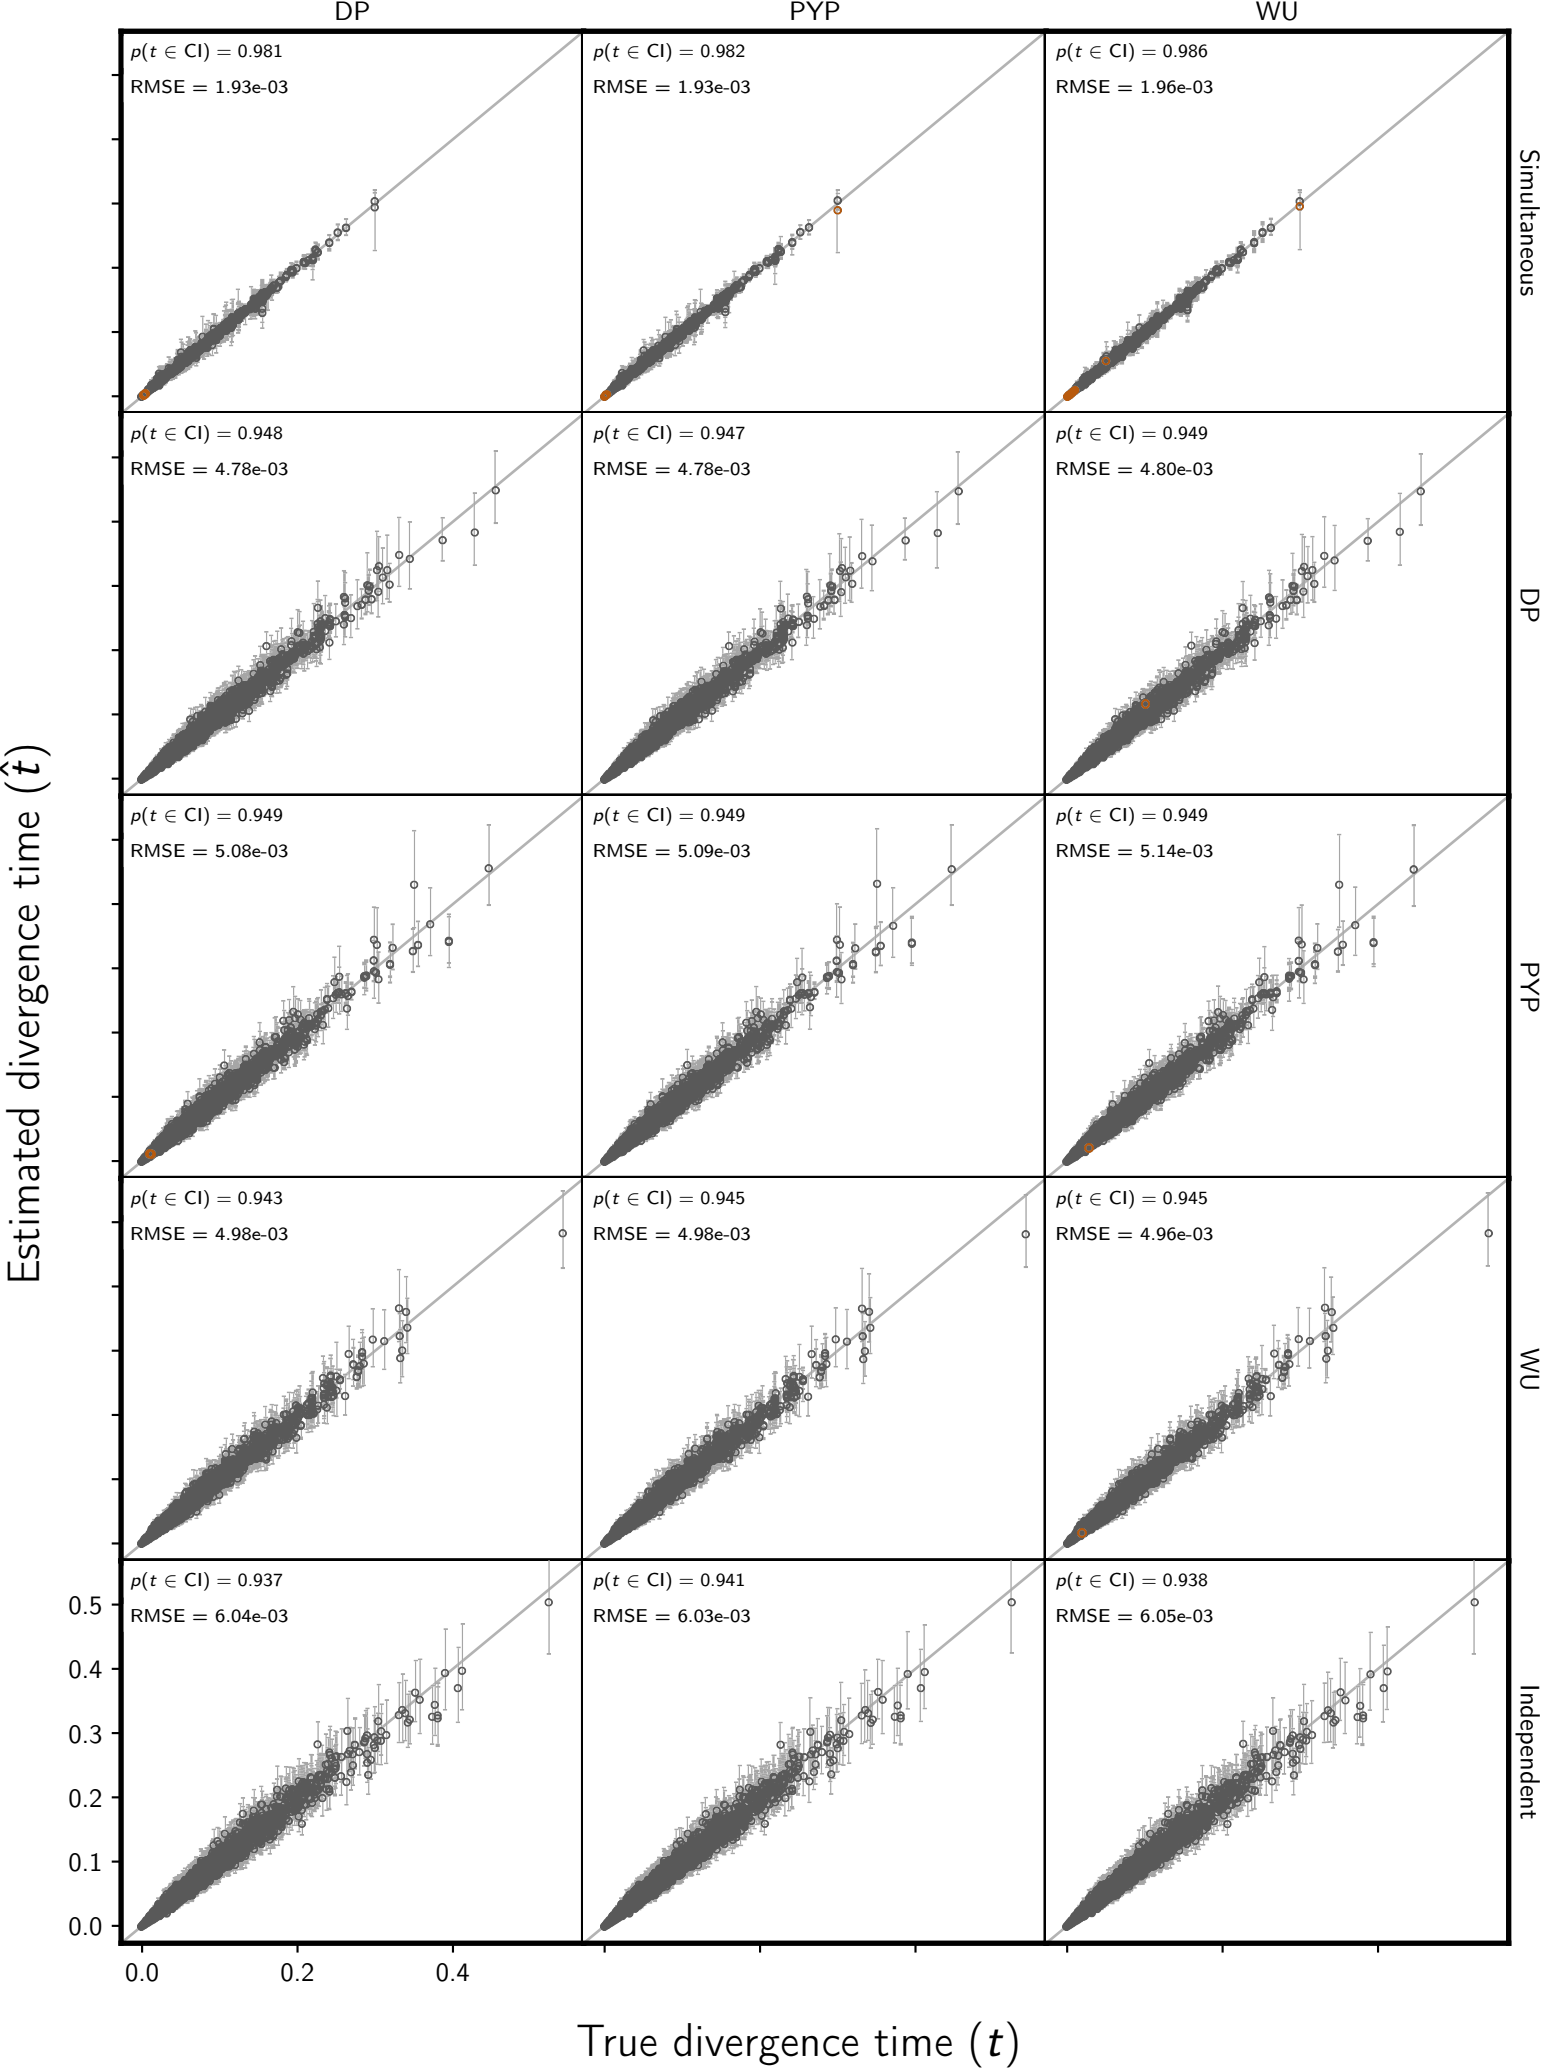 DP
PYP
WU
p(t ∈ CI) = 0.981
RMSE = 1.93e-03
p(t ∈ CI) = 0.982
RMSE = 1.93e-03
p(t ∈ CI) = 0.986
RMSE = 1.96e-03
Simultaneous
p(t ∈ CI) = 0.948
RMSE = 4.78e-03
p(t ∈ CI) = 0.947
RMSE = 4.78e-03
p(t ∈ CI) = 0.949
RMSE = 4.80e-03
DP
Estimated divergence time (t̂)
p(t ∈ CI) = 0.949
RMSE = 5.08e-03
p(t ∈ CI) = 0.949
RMSE = 5.09e-03
p(t ∈ CI) = 0.949
RMSE = 5.14e-03
PYP
p(t ∈ CI) = 0.943
RMSE = 4.98e-03
p(t ∈ CI) = 0.945
RMSE = 4.98e-03
p(t ∈ CI) = 0.945
RMSE = 4.96e-03
WU
p(t ∈ CI) = 0.937
RMSE = 6.04e-03
p(t ∈ CI) = 0.941
RMSE = 6.03e-03
p(t ∈ CI) = 0.938
RMSE = 6.05e-03
Independent
0.5
0.4
0.3
0.2
0.1
0.0
0.0
0.2
0.4
True divergence time (t)